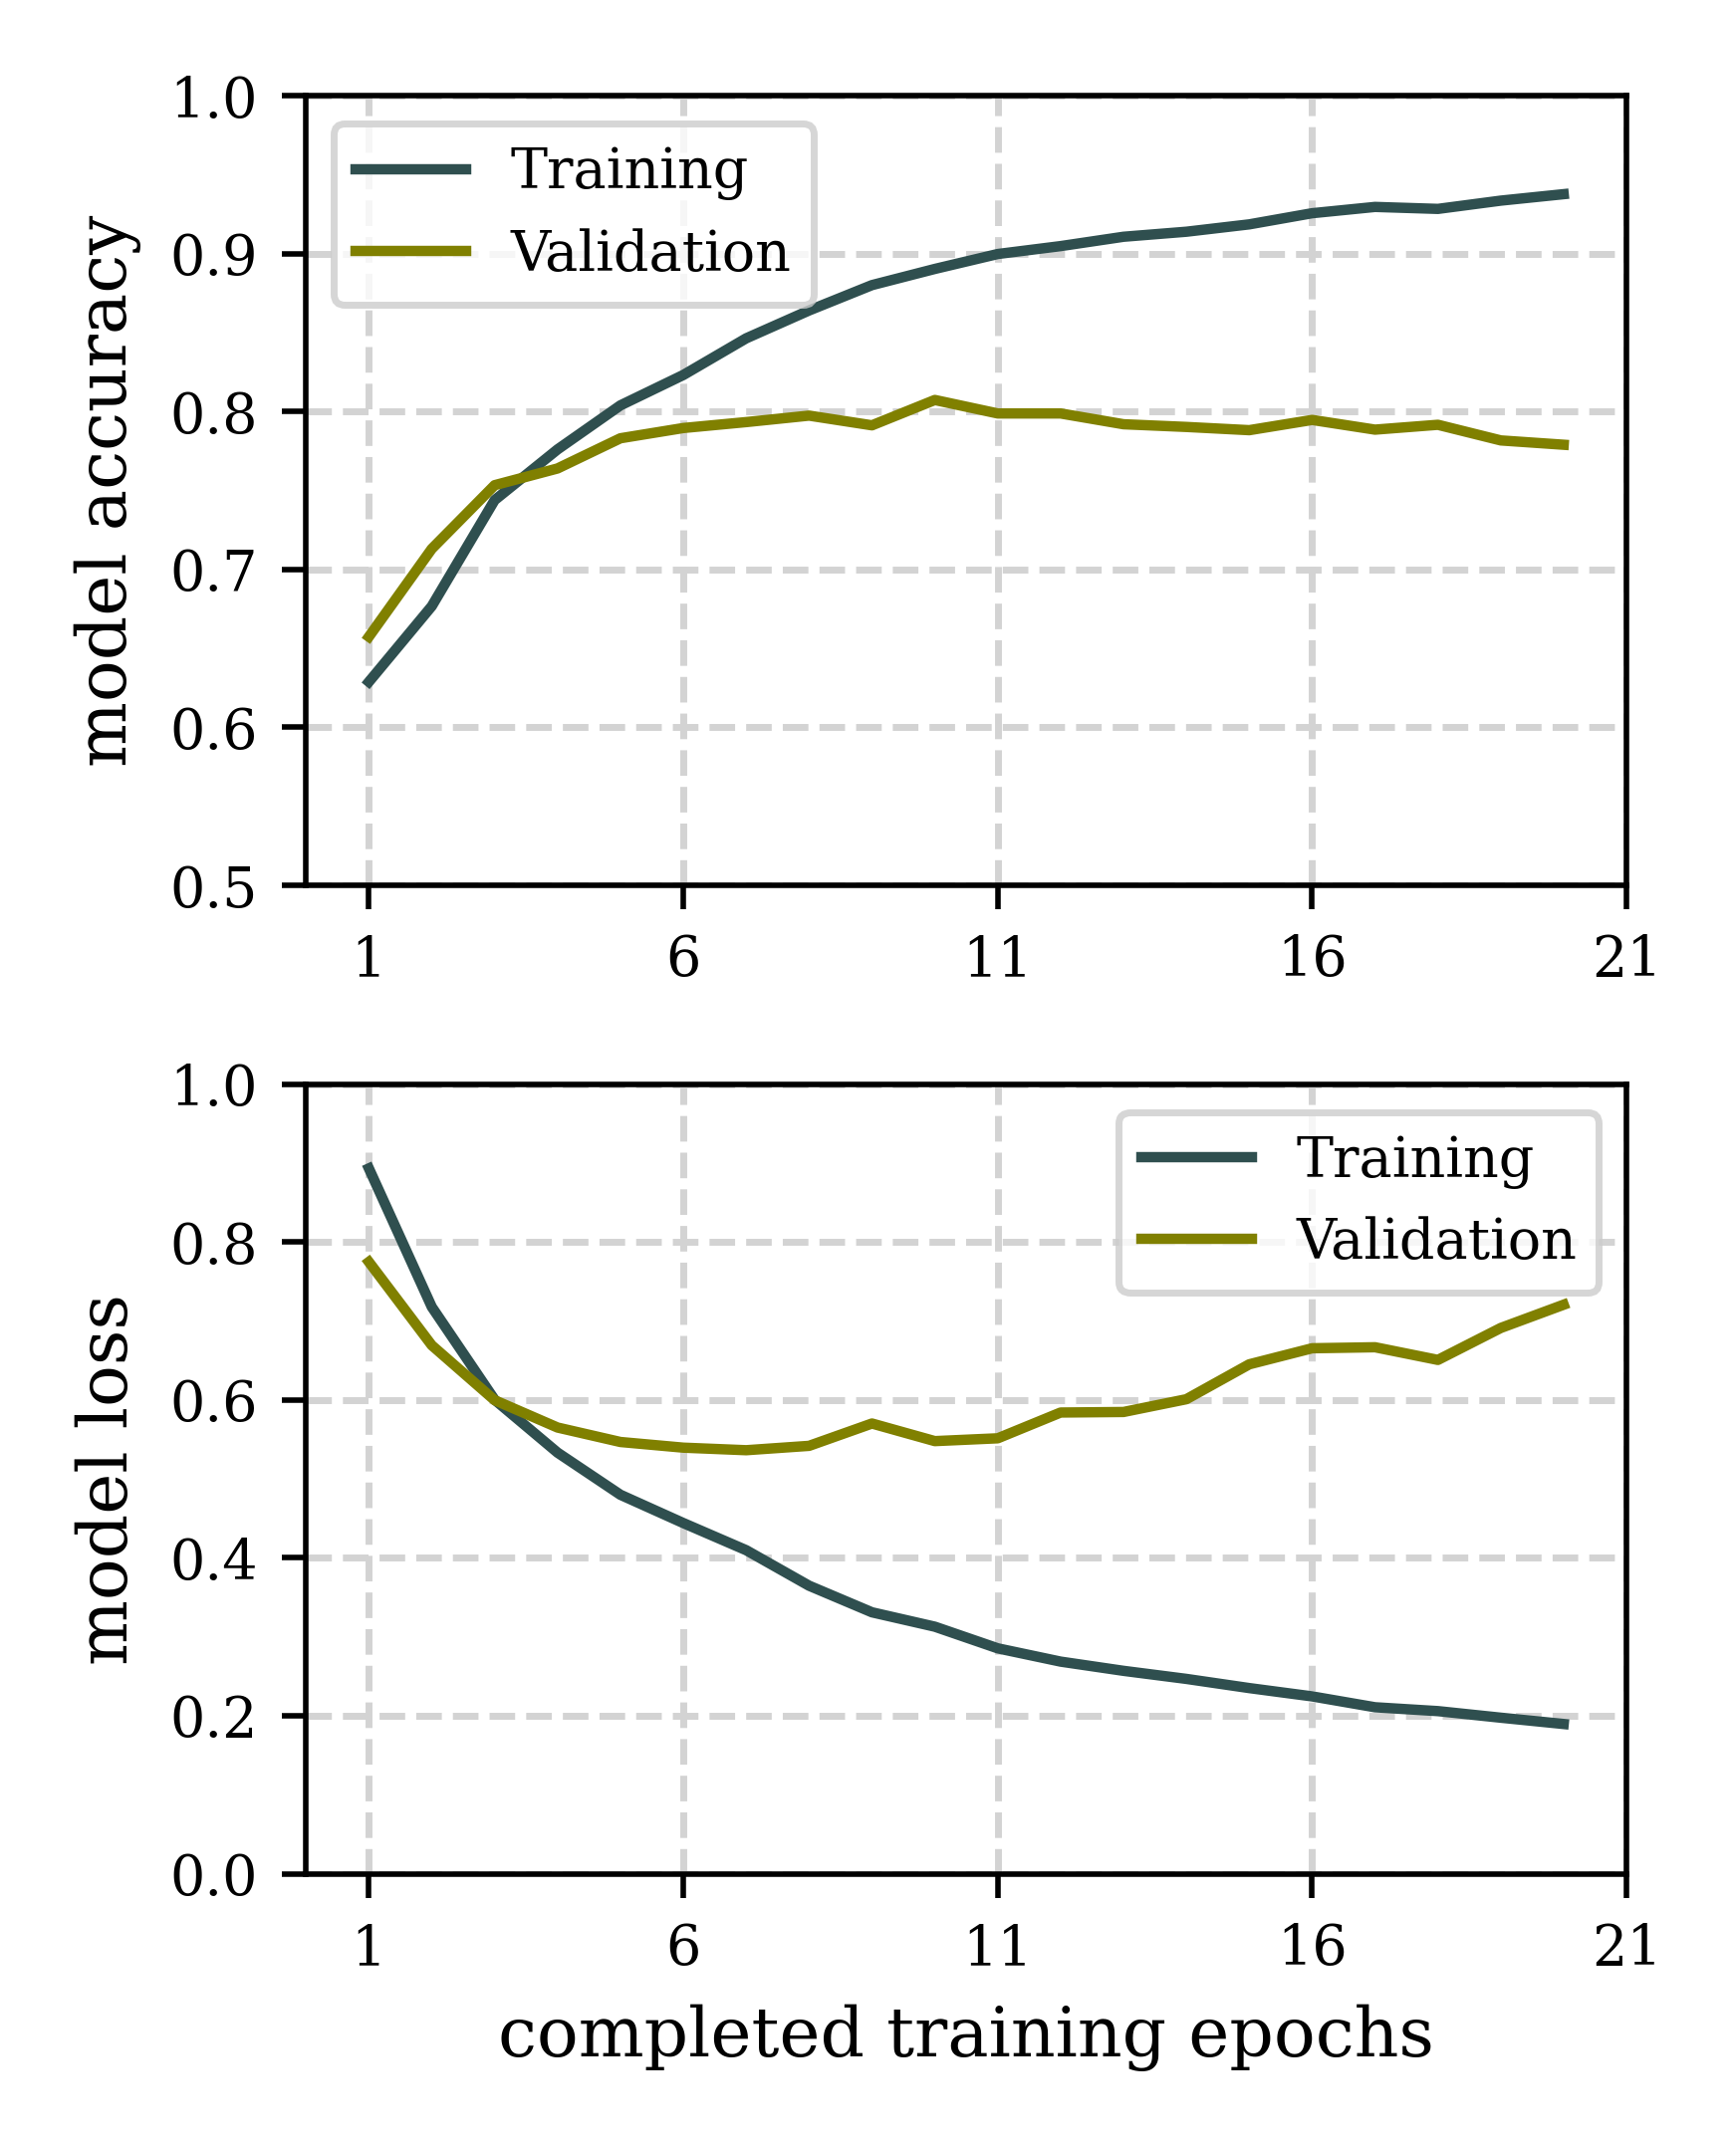 model accuracy
1.0
0.9
0.8
0.7
0.6
0.5
Training
Validation
1 6 11 16 21
model loss
1.0
0.8
0.6
0.4
0.2
0.0
Training
Validation
1 6 11 16 21
completed training epochs